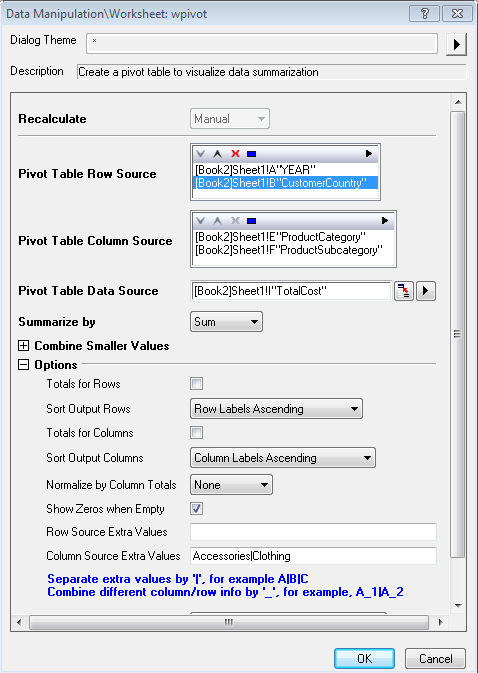 Data Manipulation\Worksheet: wpivot
Dialog Theme
*
Description Create a pivot table to visualize data summarization
Recalculate Manual
Pivot Table Row Source
[Book2]Sheet1!A"YEAR"
[Book2]Sheet1!B"CustomerCountry"
Pivot Table Column Source
[Book2]Sheet1!E"ProductCategory"
[Book2]Sheet1!F"ProductSubcategory"
Pivot Table Data Source [Book2]Sheet1!I"TotalCost"
Summarize by Sum
Combine Smaller Values
Options
Totals for Rows
Sort Output Rows Row Labels Ascending
Totals for Columns
Sort Output Columns Column Labels Ascending
Normalize by Column Totals None
Show Zeros when Empty
Row Source Extra Values
Column Source Extra Values Accessories|Clothing
Separate extra values by '|', for example A|B|C
Combine different column/row info by '_', for example, A_1|A_2
OK Cancel